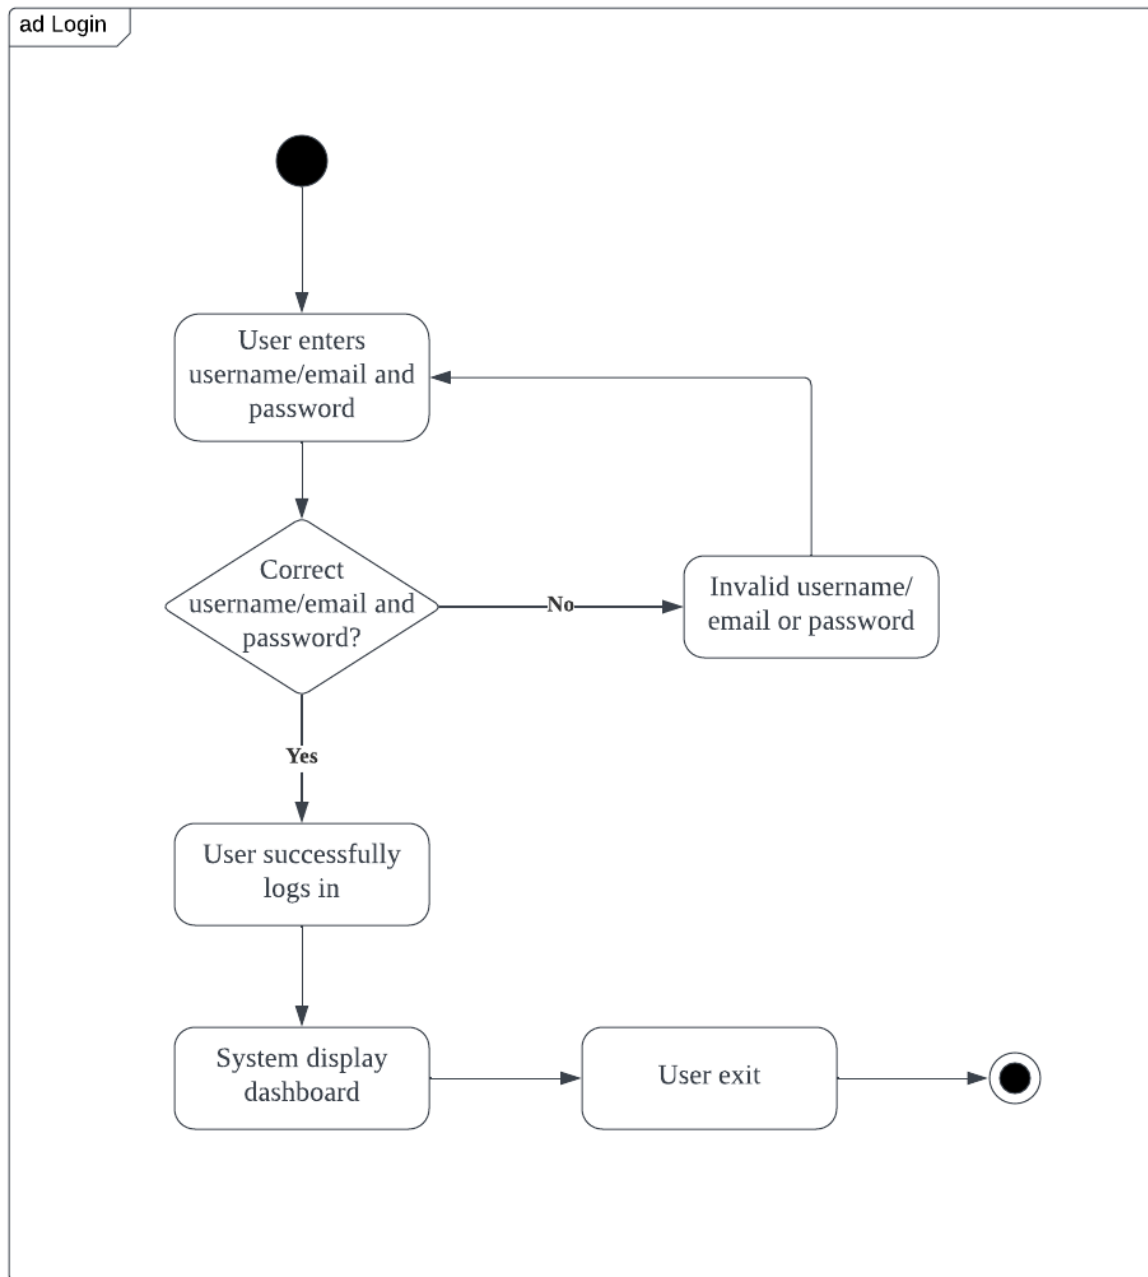 ad Login
User enters
username/email and
password
Correct
username/email and
password?
No
Invalid username/
email or password
Yes
User successfully
logs in
System display
dashboard
User exit